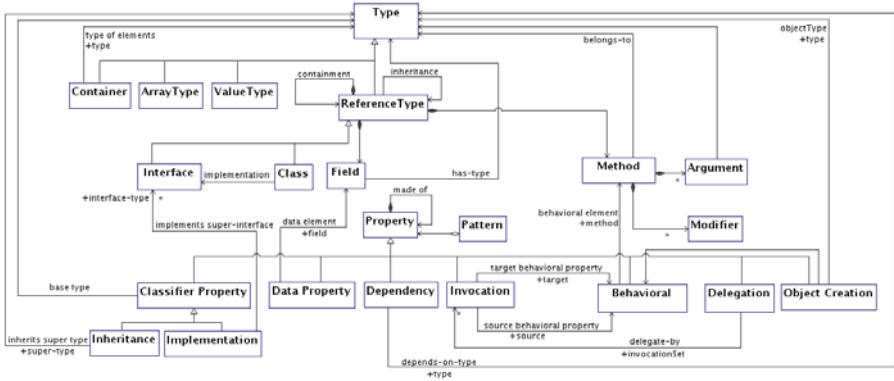 Type
type of elements
+type
belongs-to
objectType
+type
containment
inheritance
Container
ArrayType
ValueType
ReferenceType
Interface
implementation
Class
Field
has-type
Method
*
Argument
+interface-type
*
made of
implements super-interface
data element
+field
Property
Pattern
behavioral element
+method
*
Modifier
target behavioral property
+target
base type
Classifier Property
Data Property
Dependency
Invocation
Behavioral
Delegation
Object Creation
*
source behavioral property
+source
inherits super type
+super-type
Inheritance
Implementation
delegate-by
+invocationSet
depends-on-type
+type